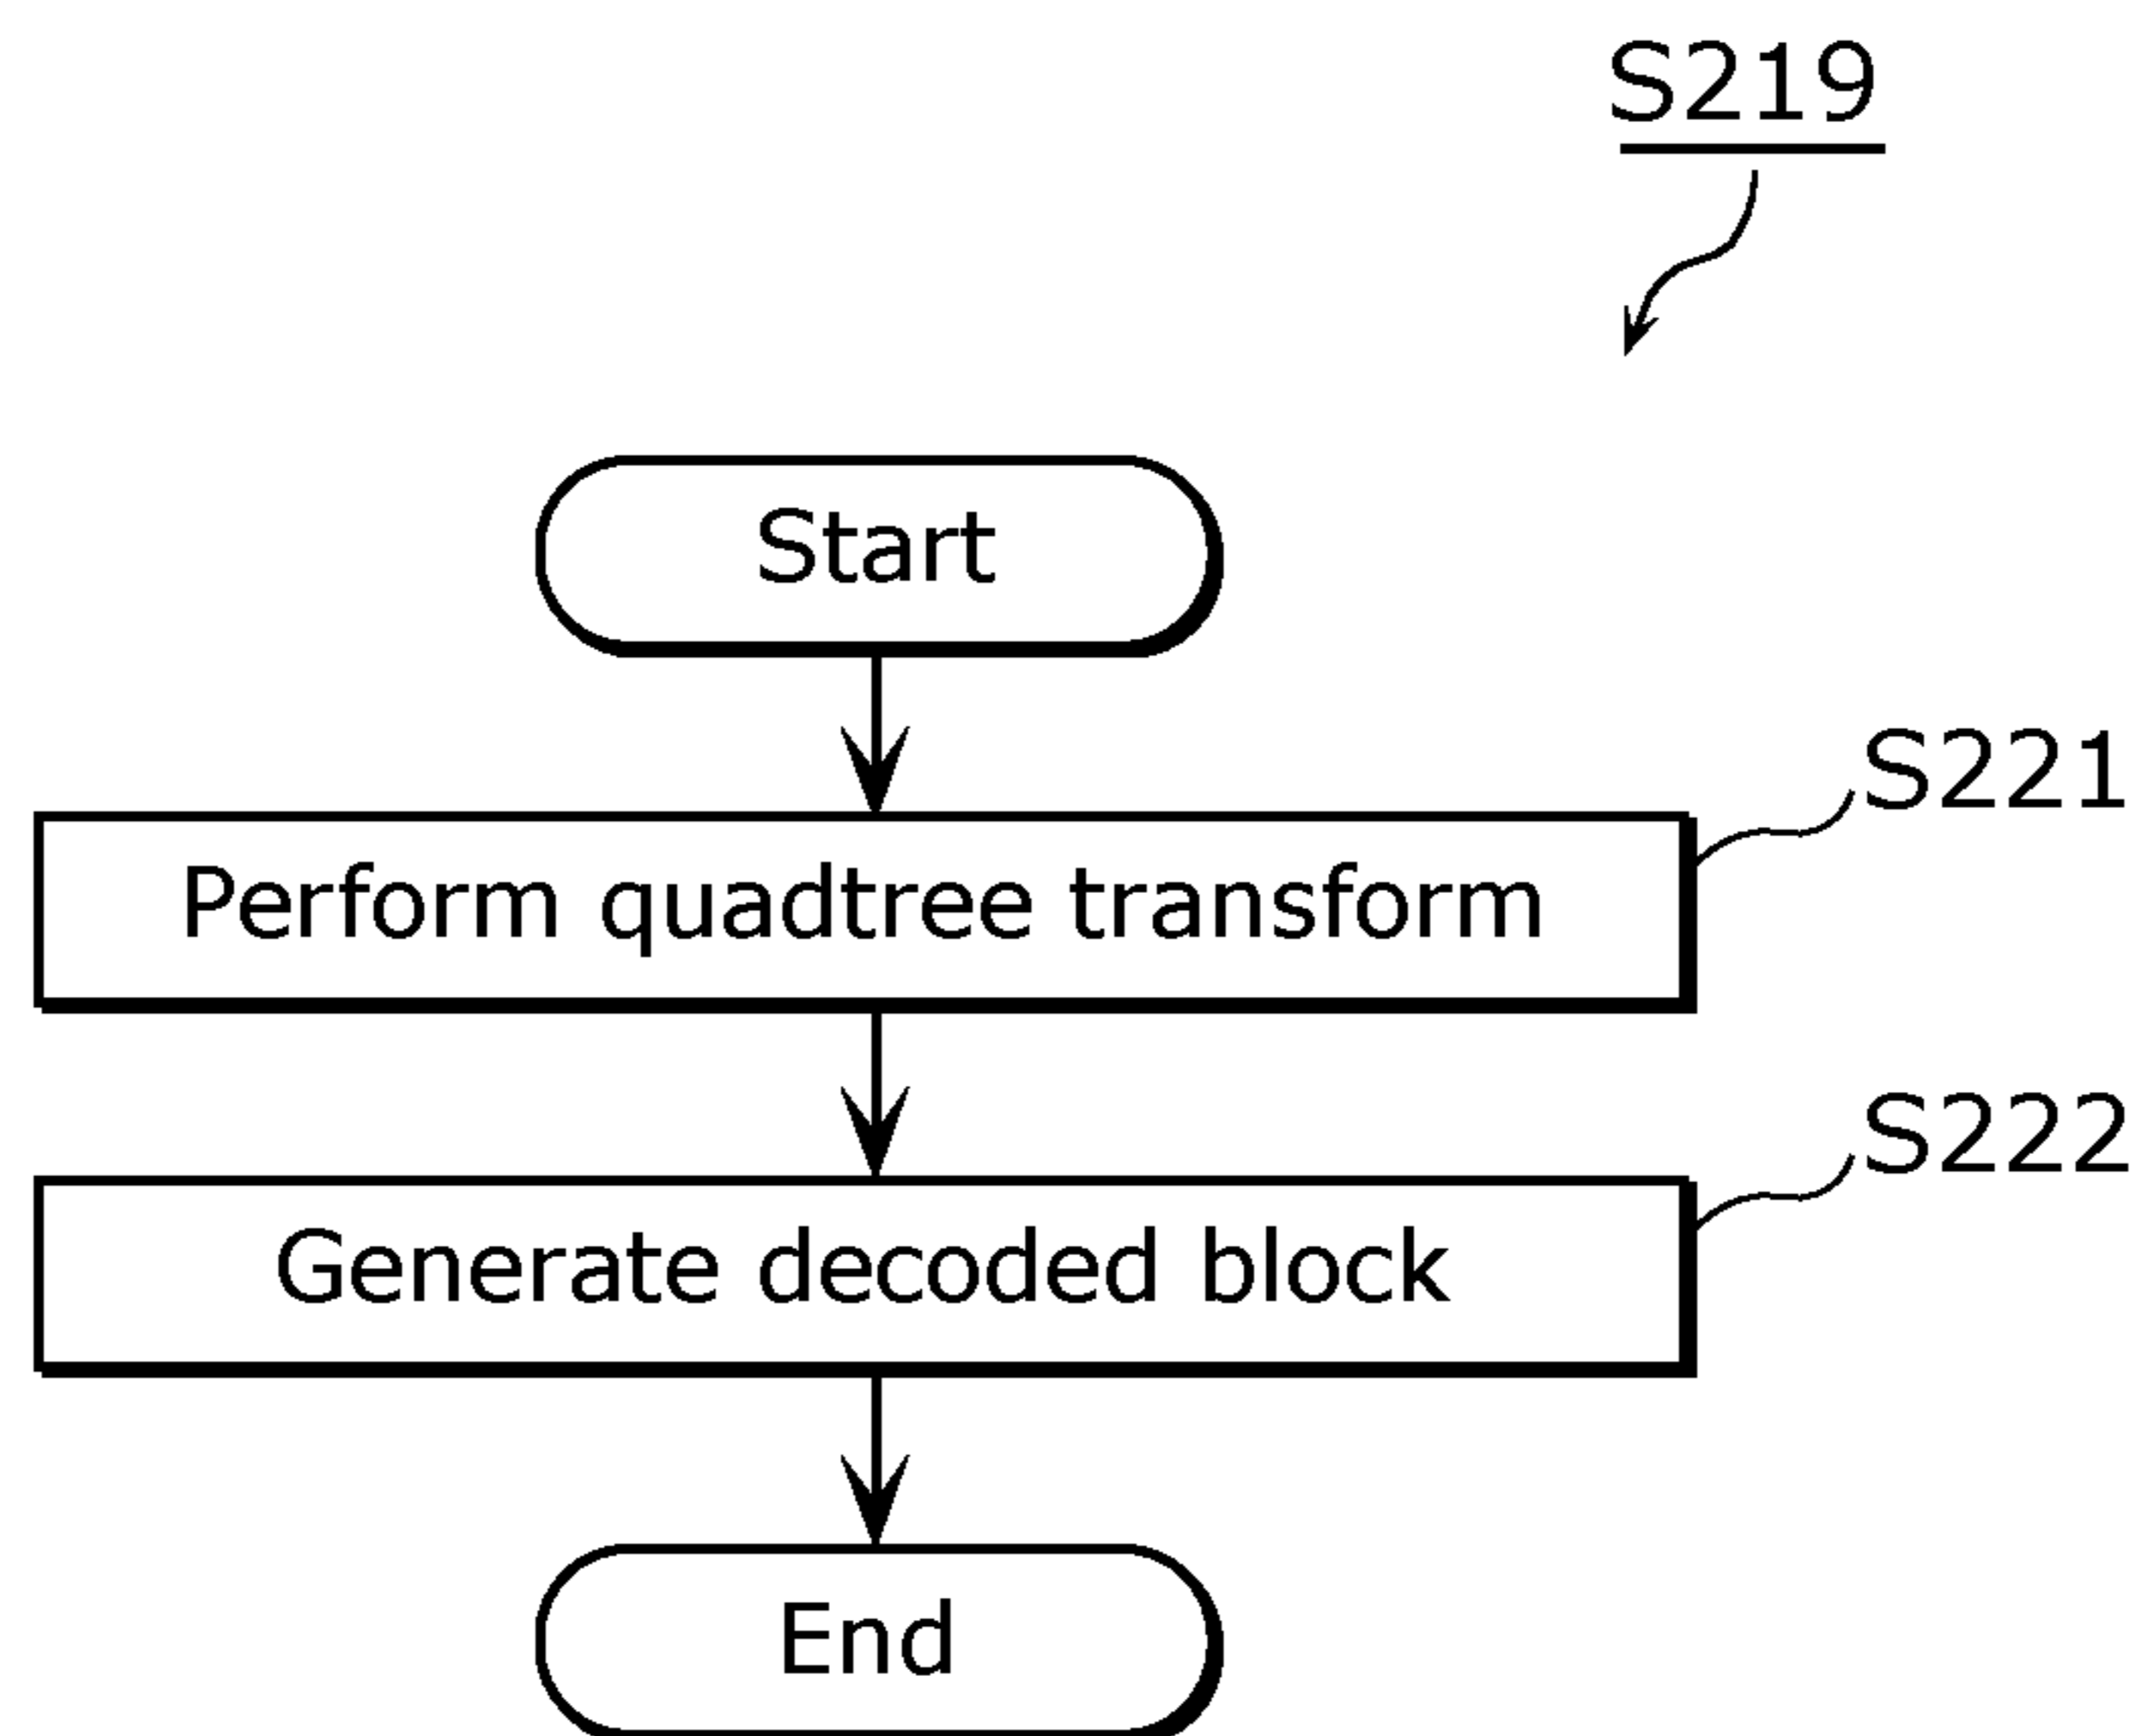 S219
Start
S221
Perform quadtree transform
S222
Generate decoded block
End